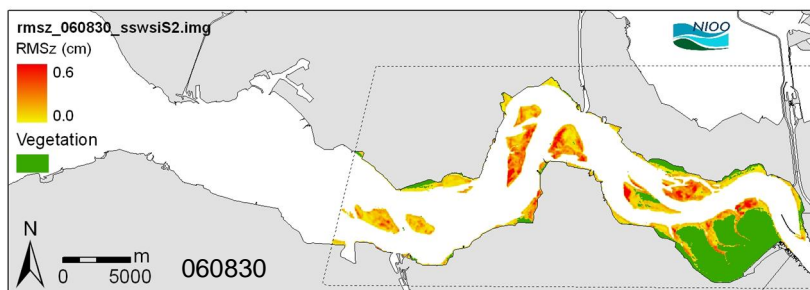 rmsz_060830_sswsiS2.img
RMSz (cm)
0.6
0.0
Vegetation
NIOO
N
m
0 5000
060830